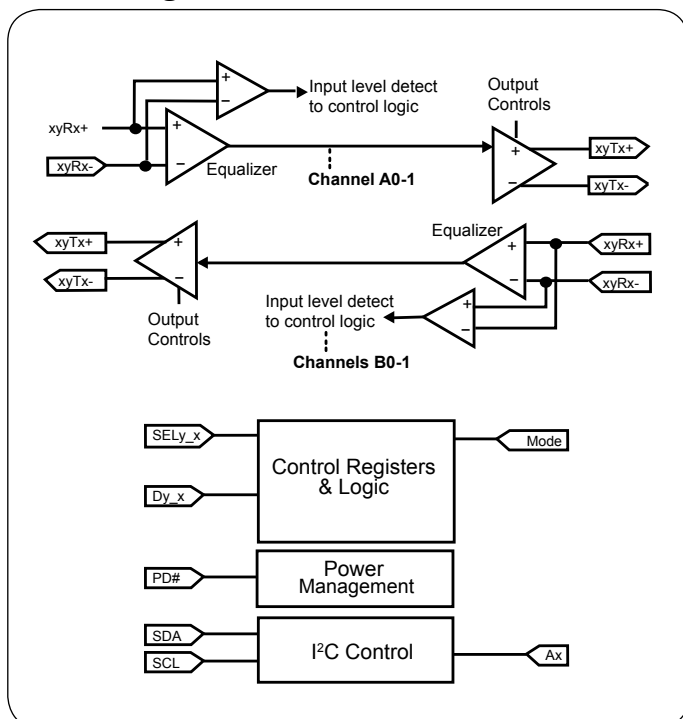 +
−
Input level detect
to control logic
Output
Controls
xyRx+
+
xyRx-
−
Equalizer
Channel A0-1
+
xyTx+
−
xyTx-
Equalizer
xyTx+
+
xyTx-
−
+
xyRx+
−
xyRx-
Output
Controls
Input level detect
to control logic
+
−
Channels B0-1
SELy_x
Control Registers
& Logic
Mode
Dy_x
PD#
Power
Management
SDA
SCL
I²C Control
Ax